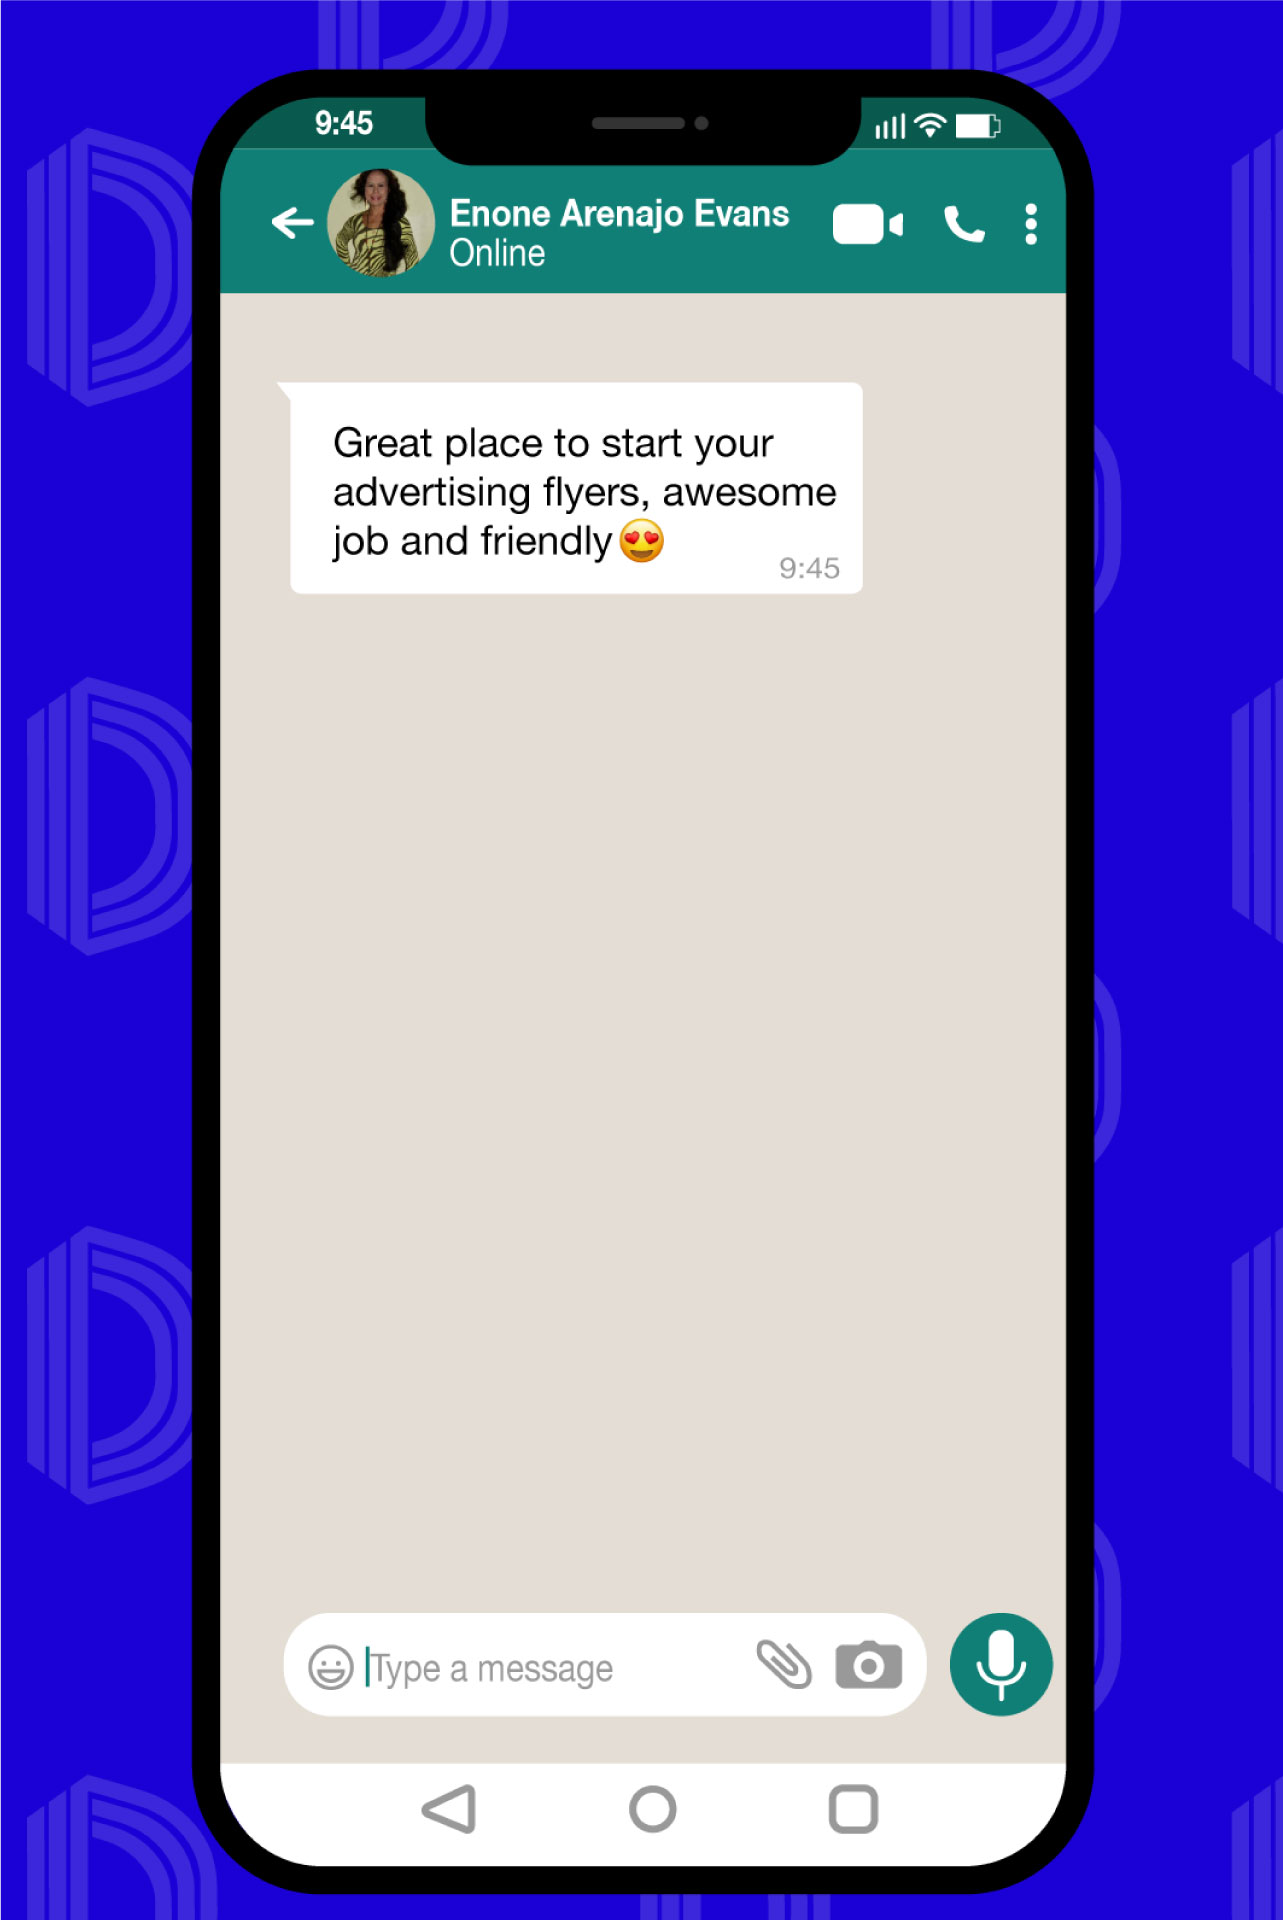 9:45
Enone Arenajo Evans
Online
Great place to start your
advertising flyers, awesome
job and friendly😍
9:45
Type a message